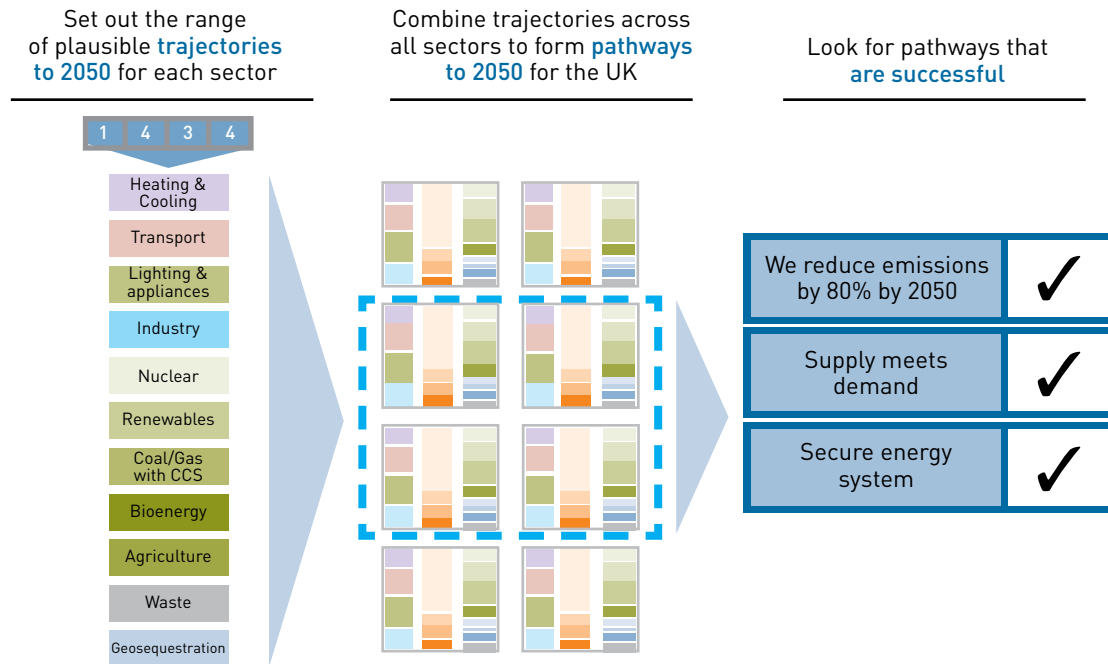 Set out the range
of plausible trajectories
to 2050 for each sector
Combine trajectories across
all sectors to form pathways
to 2050 for the UK
Look for pathways that
are successful
1 4 3 4
Heating &
Cooling
Transport
Lighting &
appliances
Industry
Nuclear
Renewables
Coal/Gas
with CCS
Bioenergy
Agriculture
Waste
Geosequestration
We reduce emissions
by 80% by 2050
Supply meets
demand
Secure energy
system